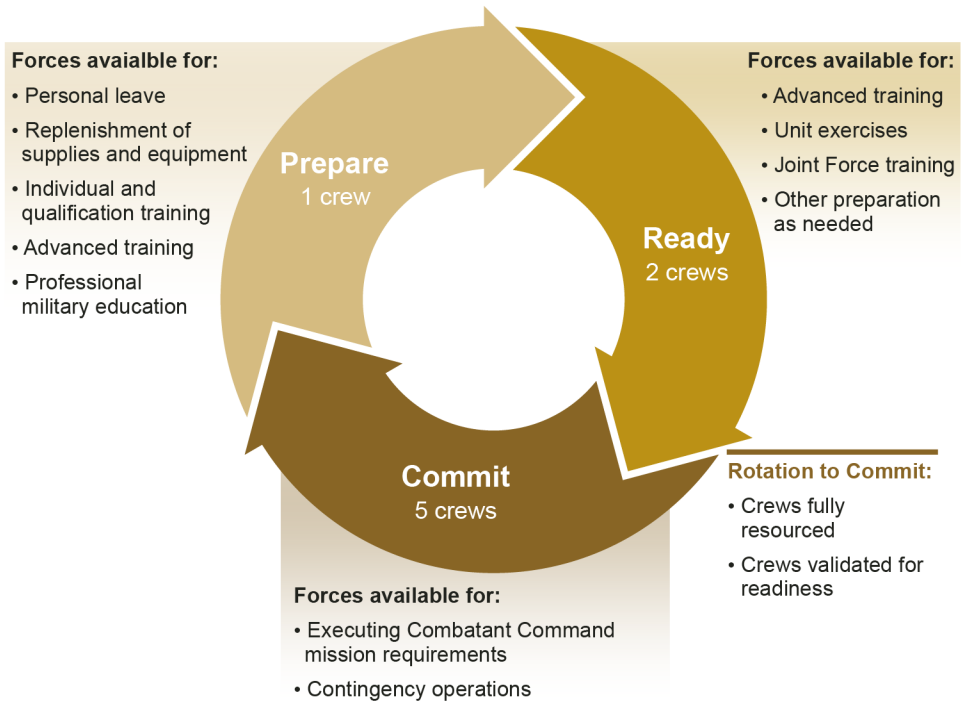 Forces avaialble for:
• Personal leave
• Replenishment of
supplies and equipment
• Individual and
qualification training
• Advanced training
• Professional
military education
Prepare
1 crew
Forces available for:
• Advanced training
• Unit exercises
• Joint Force training
• Other preparation
as needed
Ready
2 crews
Rotation to Commit:
• Crews fully
resourced
• Crews validated for
readiness
Commit
5 crews
Forces available for:
• Executing Combatant Command
mission requirements
• Contingency operations